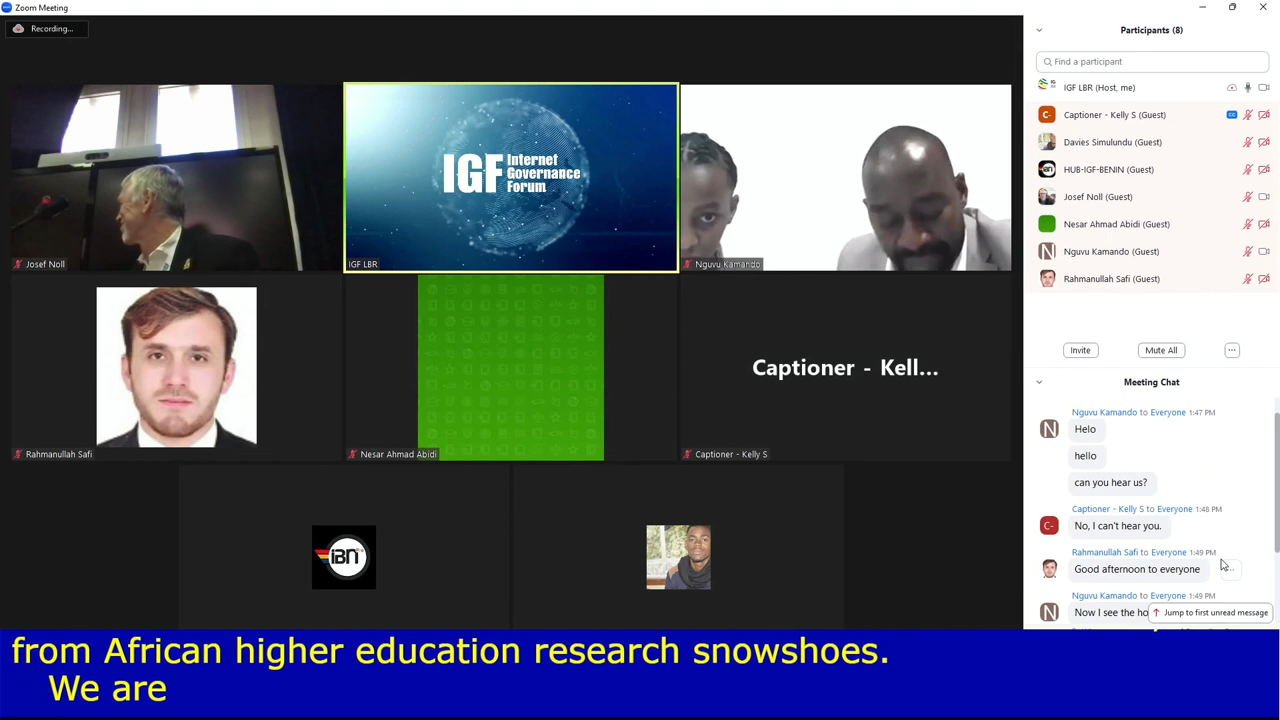 Zoom Meeting
Recording...
Participants (8)
Find a participant
IGF LBR (Host, me)
Captioner - Kelly S (Guest)
Davies Simulundu (Guest)
HUB-IGF-BENIN (Guest)
Josef Noll (Guest)
Nesar Ahmad Abidi (Guest)
Nguvu Kamando (Guest)
Rahmanullah Safi (Guest)
Invite
Mute All
IGF Internet
Governance
Forum
Josef Noll
IGF LBR
Nguvu Kamando
Captioner - Kell...
Rahmanullah Safi
Nesar Ahmad Abidi
Captioner - Kelly S
iBN
Meeting Chat
Nguvu Kamando to Everyone 1:47 PM
Helo
hello
can you hear us?
Captioner - Kelly S to Everyone 1:48 PM
No, I can't hear you.
Rahmanullah Safi to Everyone 1:49 PM
Good afternoon to everyone
Nguvu Kamando to Everyone 1:49 PM
Now I see the ho
Jump to first unread message
from African higher education research snowshoes.
We are